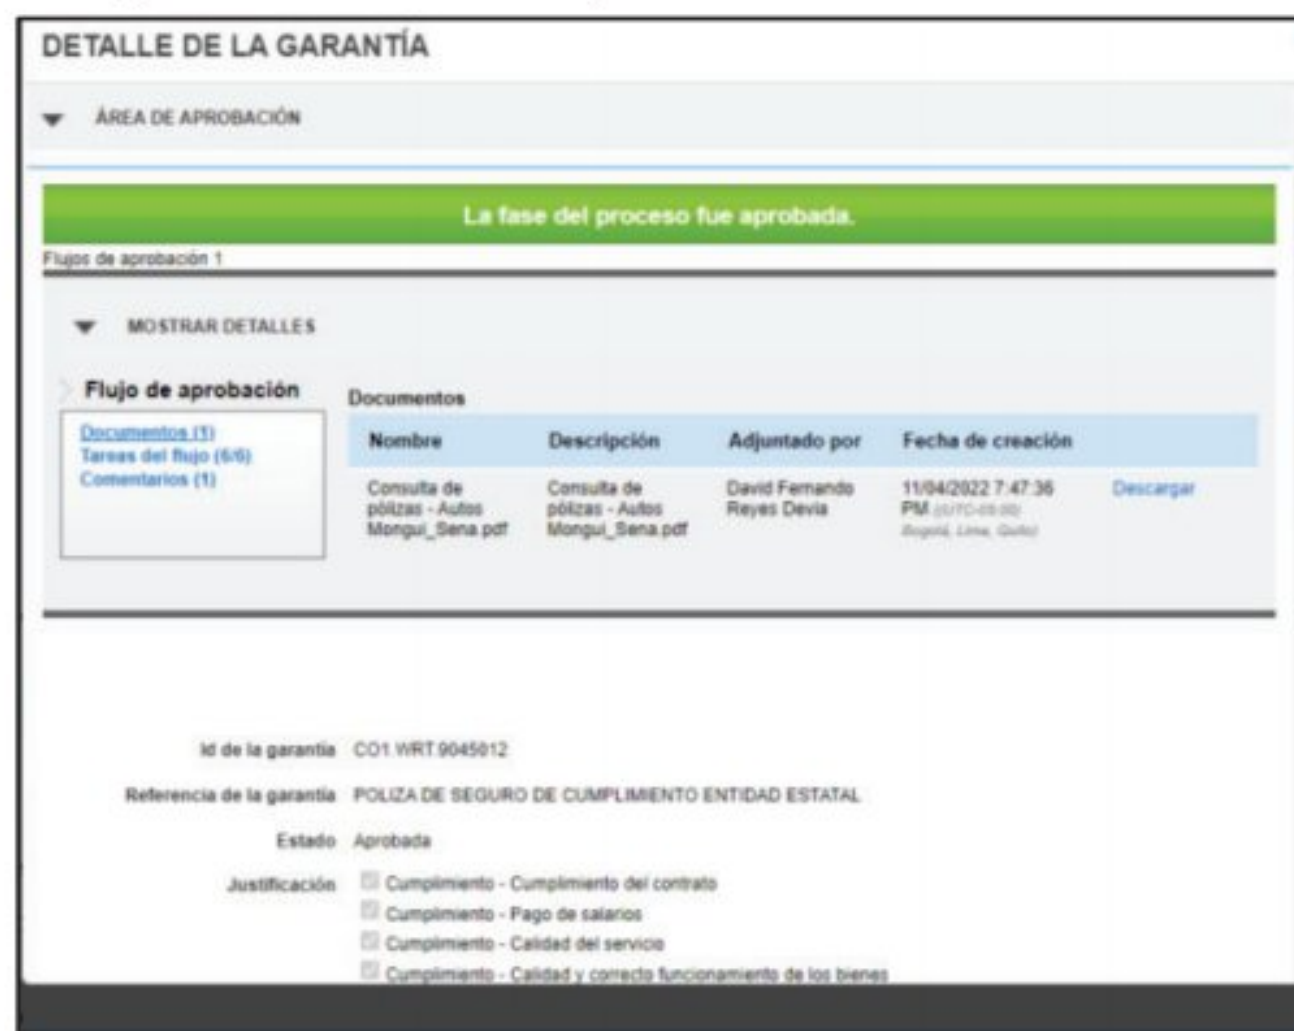 DETALLE DE LA GARANTÍA
ÁREA DE APROBACIÓN
La fase del proceso fue aprobada.
Flujos de aprobación 1
MOSTRAR DETALLES
Flujo de aprobación
Documentos (1)
Tareas del flujo (6/6)
Comentarios (1)
Documentos
Nombre Descripción Adjuntado por Fecha de creación
Consulta de Consulta de David Fernando 11/04/2022 7:47:36 Descargar
pólizas - Autos pólizas - Autos Reyes Devia PM (UTC-05:00)
Mongui_Sena.pdf Mongui_Sena.pdf Bogotá, Lima, Quito)
Id de la garantía CO1.WRT.9045012
Referencia de la garantía POLIZA DE SEGURO DE CUMPLIMIENTO ENTIDAD ESTATAL
Estado Aprobada
Justificación Cumplimiento - Cumplimiento del contrato
Cumplimiento - Pago de salarios
Cumplimiento - Calidad del servicio
Cumplimiento - Calidad y correcto funcionamiento de los bienes